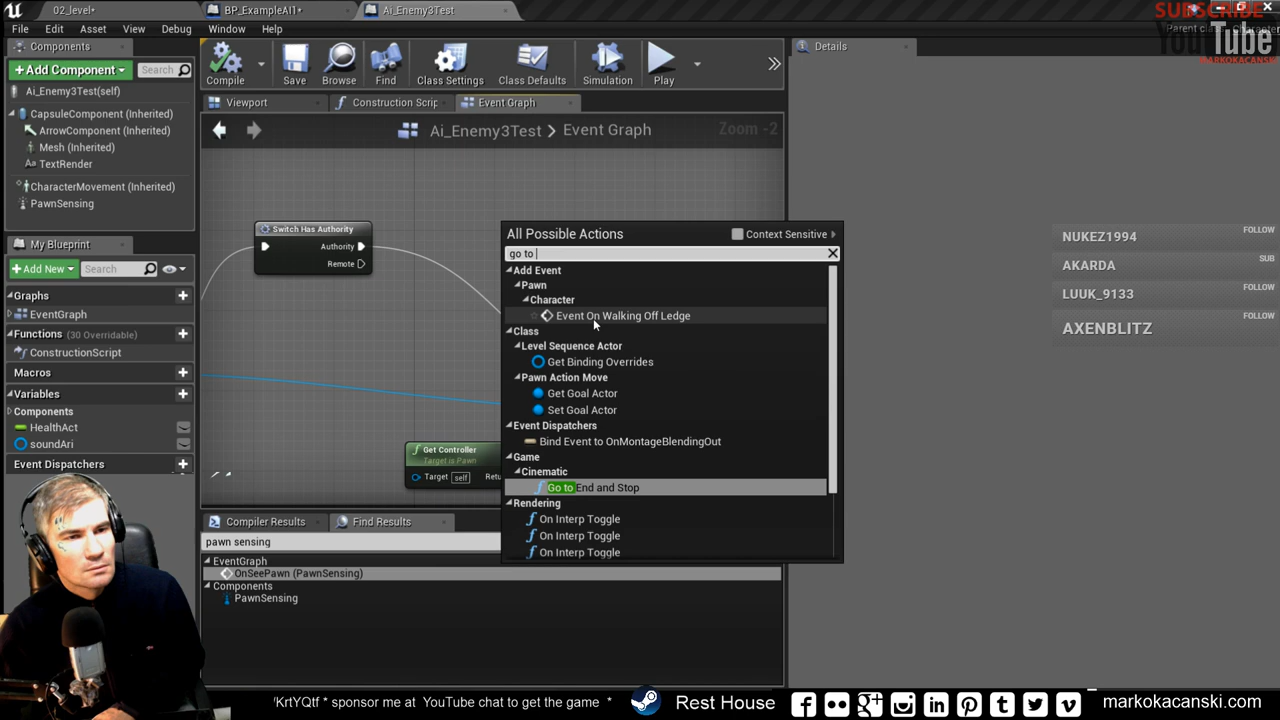 02_level*
BP_ExampleAI1*
Ai_Enemy3Test
SUBSCRIBE
YouTube
MARKOKACANSKI
File Edit Asset View Debug Window Help
Parent class: Character
Components
Details
+ Add Component
Search
Compile
Save
Browse
Find
Class Settings
Class Defaults
Simulation
Play
Ai_Enemy3Test(self)
Viewport
Construction Scrip
Event Graph
CapsuleComponent (Inherited)
ArrowComponent (Inherited)
Mesh (Inherited)
TextRender
CharacterMovement (Inherited)
PawnSensing
Ai_Enemy3Test > Event Graph
Zoom -2
Switch Has Authority
Authority
Remote
All Possible Actions
Context Sensitive
go to
Add Event
Pawn
Character
Event On Walking Off Ledge
Class
Level Sequence Actor
Get Binding Overrides
Pawn Action Move
Get Goal Actor
Set Goal Actor
Event Dispatchers
Bind Event to OnMontageBlendingOut
Game
Cinematic
Go to End and Stop
Rendering
On Interp Toggle
On Interp Toggle
On Interp Toggle
My Blueprint
+ Add New
Search
Graphs
EventGraph
Functions (30 Overridable)
ConstructionScript
Macros
Variables
Components
HealthAct
soundAri
Event Dispatchers
Get Controller
Target is Pawn
Target self
Retu
NUKEZ1994
FOLLOW
AKARDA
SUB
LUUK_9133
FOLLOW
AXENBLITZ
FOLLOW
Compiler Results
Find Results
pawn sensing
EventGraph
OnSeePawn (PawnSensing)
Components
PawnSensing
!KrtYQtf * sponsor me at YouTube chat to get the game *
Rest House
markokacanski.com